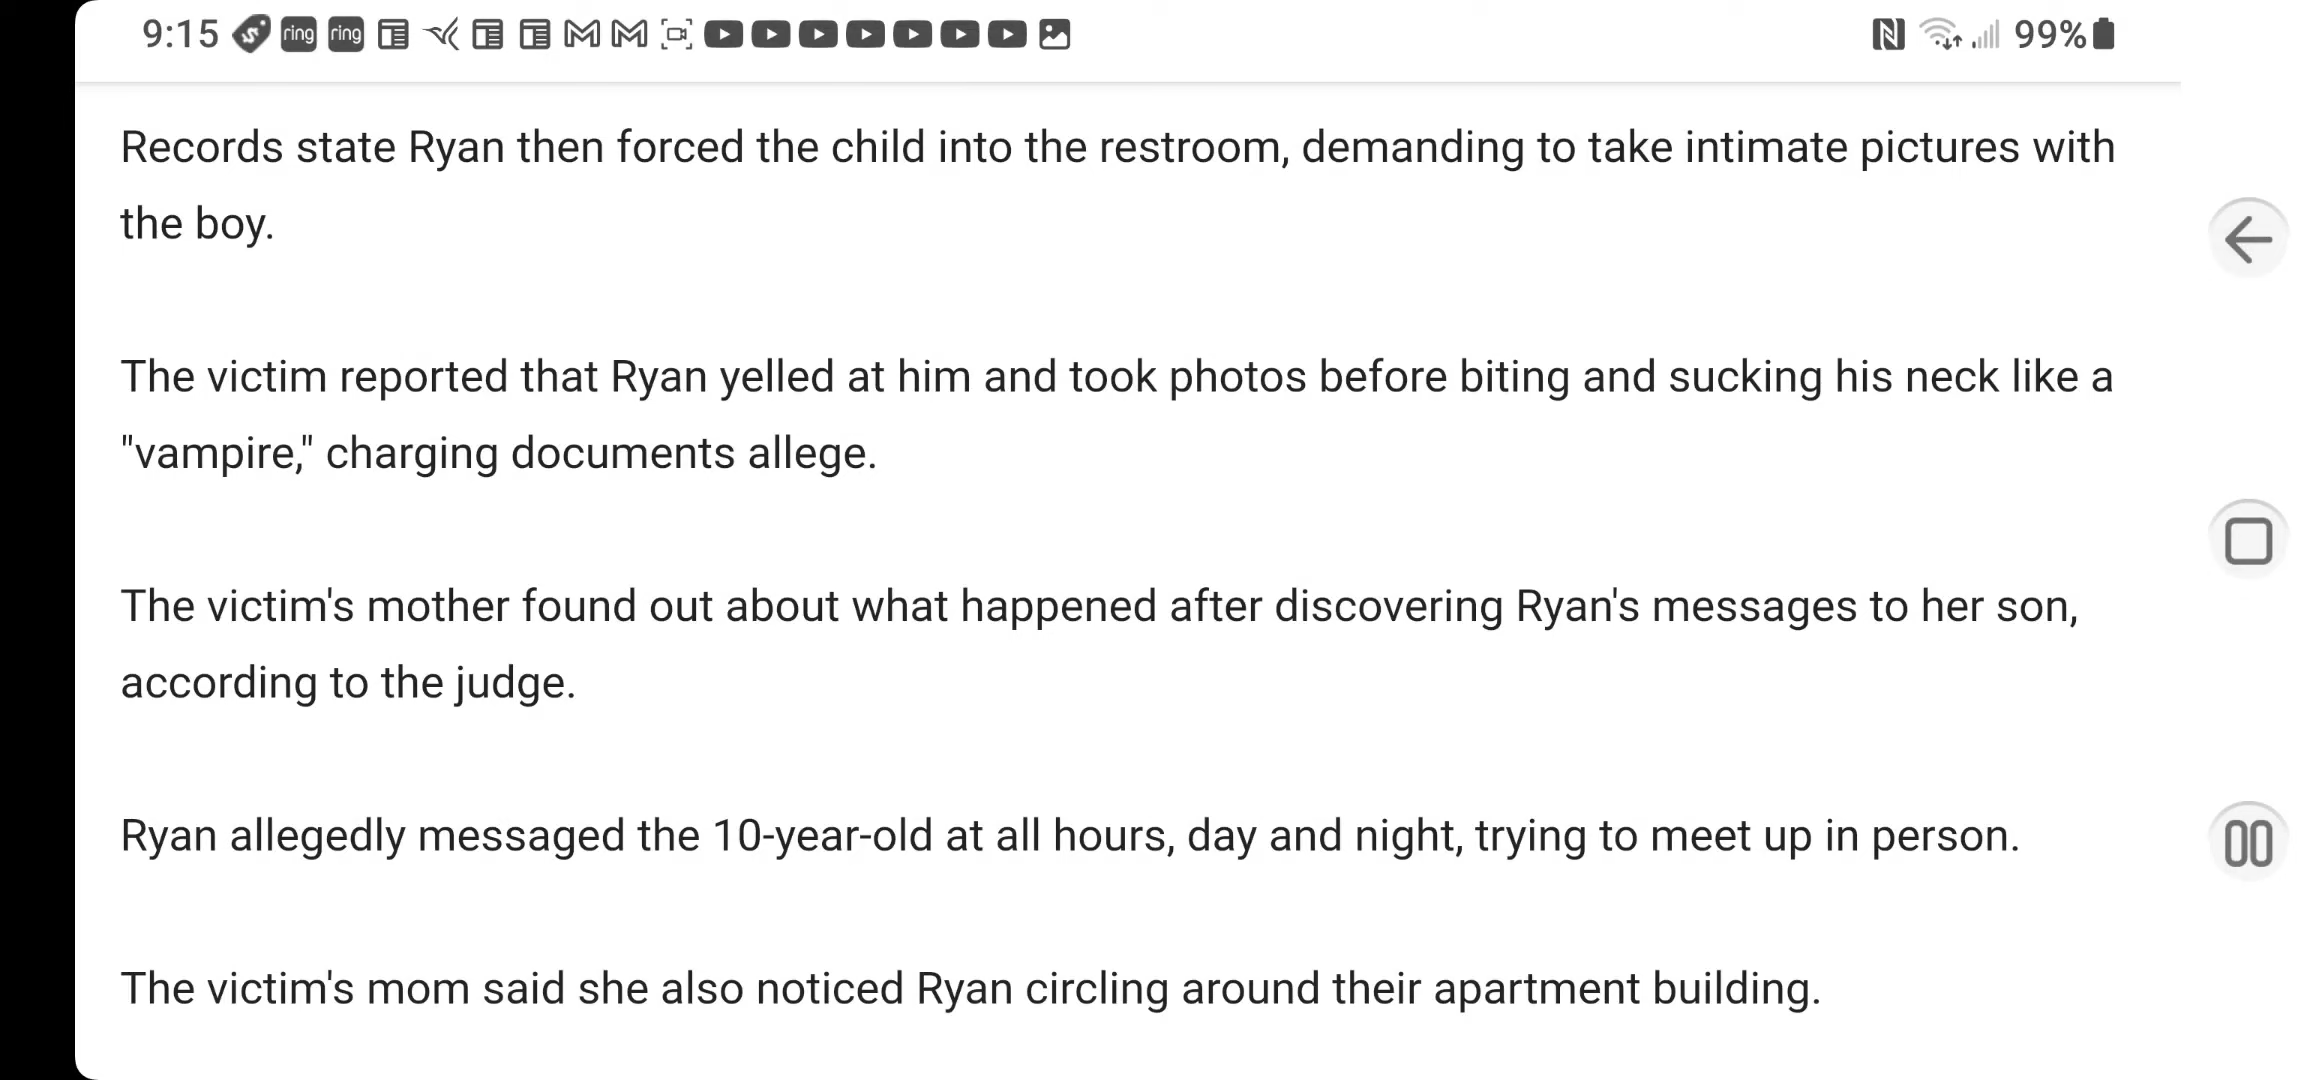 9:15 ring ring 99%
Records state Ryan then forced the child into the restroom, demanding to take intimate pictures with
the boy.
The victim reported that Ryan yelled at him and took photos before biting and sucking his neck like a
"vampire," charging documents allege.
The victim's mother found out about what happened after discovering Ryan's messages to her son,
according to the judge.
Ryan allegedly messaged the 10-year-old at all hours, day and night, trying to meet up in person.
The victim's mom said she also noticed Ryan circling around their apartment building.